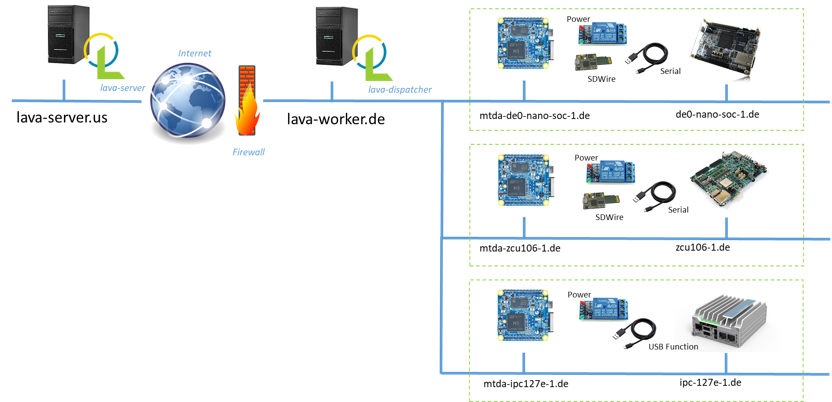 Internet
lava-server
lava-server.us
Firewall
lava-dispatcher
lava-worker.de
Power
SDWire
Serial
mtda-de0-nano-soc-1.de
de0-nano-soc-1.de
Power
SDWire
Serial
mtda-zcu106-1.de
zcu106-1.de
Power
USB Function
mtda-ipc127e-1.de
ipc-127e-1.de